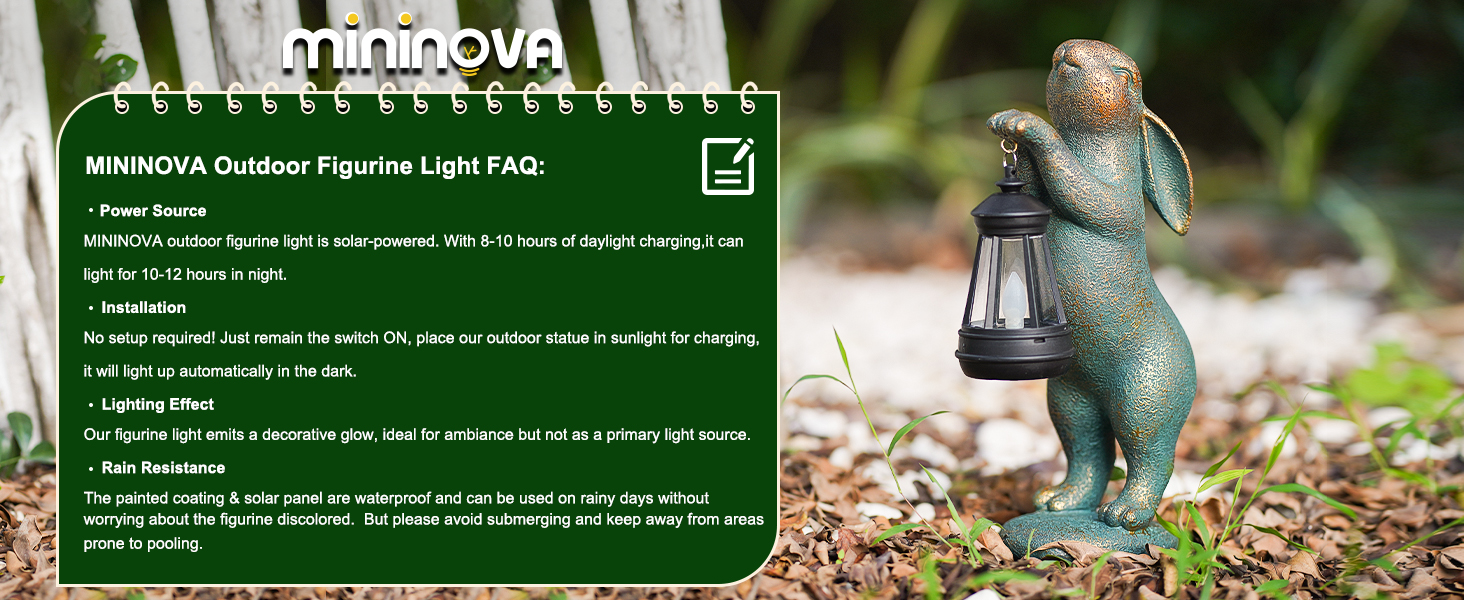 mininova
MININOVA Outdoor Figurine Light FAQ:
· Power Source
MININOVA outdoor figurine light is solar-powered. With 8-10 hours of daylight charging,it can
light for 10-12 hours in night.
· Installation
No setup required! Just remain the switch ON, place our outdoor statue in sunlight for charging,
it will light up automatically in the dark.
· Lighting Effect
Our figurine light emits a decorative glow, ideal for ambiance but not as a primary light source.
· Rain Resistance
The painted coating & solar panel are waterproof and can be used on rainy days without
worrying about the figurine discolored.  But please avoid submerging and keep away from areas
prone to pooling.